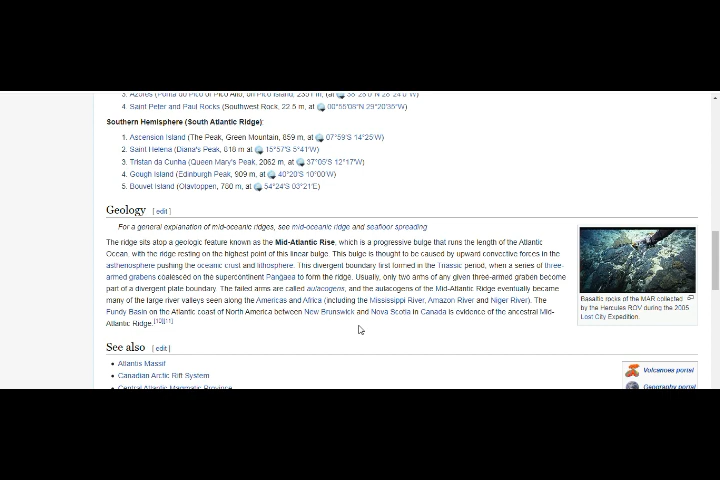 4. Saint Peter and Paul Rocks (Southwest Rock, 22.5 m, at 00°55′08″N 29°20′35″W)
Southern Hemisphere (South Atlantic Ridge):
1. Ascension Island (The Peak, Green Mountain, 859 m, at 07°59′S 14°25′W)
2. Saint Helena (Diana's Peak, 818 m at 15°57′S 5°41′W)
3. Tristan da Cunha (Queen Mary's Peak, 2062 m, at 37°05′S 12°17′W)
4. Gough Island (Edinburgh Peak, 909 m, at 40°20′S 10°00′W)
5. Bouvet Island (Olavtoppen, 780 m, at 54°24′S 03°21′E)
Geology [ edit ]
For a general explanation of mid-oceanic ridges, see mid-oceanic ridge and seafloor spreading
The ridge sits atop a geologic feature known as the Mid-Atlantic Rise, which is a progressive bulge that runs the length of the Atlantic
Ocean, with the ridge resting on the highest point of this linear bulge. This bulge is thought to be caused by upward convective forces in the
asthenosphere pushing the oceanic crust and lithosphere. This divergent boundary first formed in the Triassic period, when a series of three-
armed grabens coalesced on the supercontinent Pangaea to form the ridge. Usually, only two arms of any given three-armed graben become
part of a divergent plate boundary. The failed arms are called aulacogens, and the aulacogens of the Mid-Atlantic Ridge eventually became
many of the large river valleys seen along the Americas and Africa (including the Mississippi River, Amazon River and Niger River). The
Fundy Basin on the Atlantic coast of North America between New Brunswick and Nova Scotia in Canada is evidence of the ancestral Mid-
Atlantic Ridge.[10][11]
Basaltic rocks of the MAR collected
by the Hercules ROV during the 2005
Lost City Expedition.
See also [ edit ]
Atlantis Massif
Canadian Arctic Rift System
Central Atlantic Magmatic Province
Volcanoes portal
Geography portal